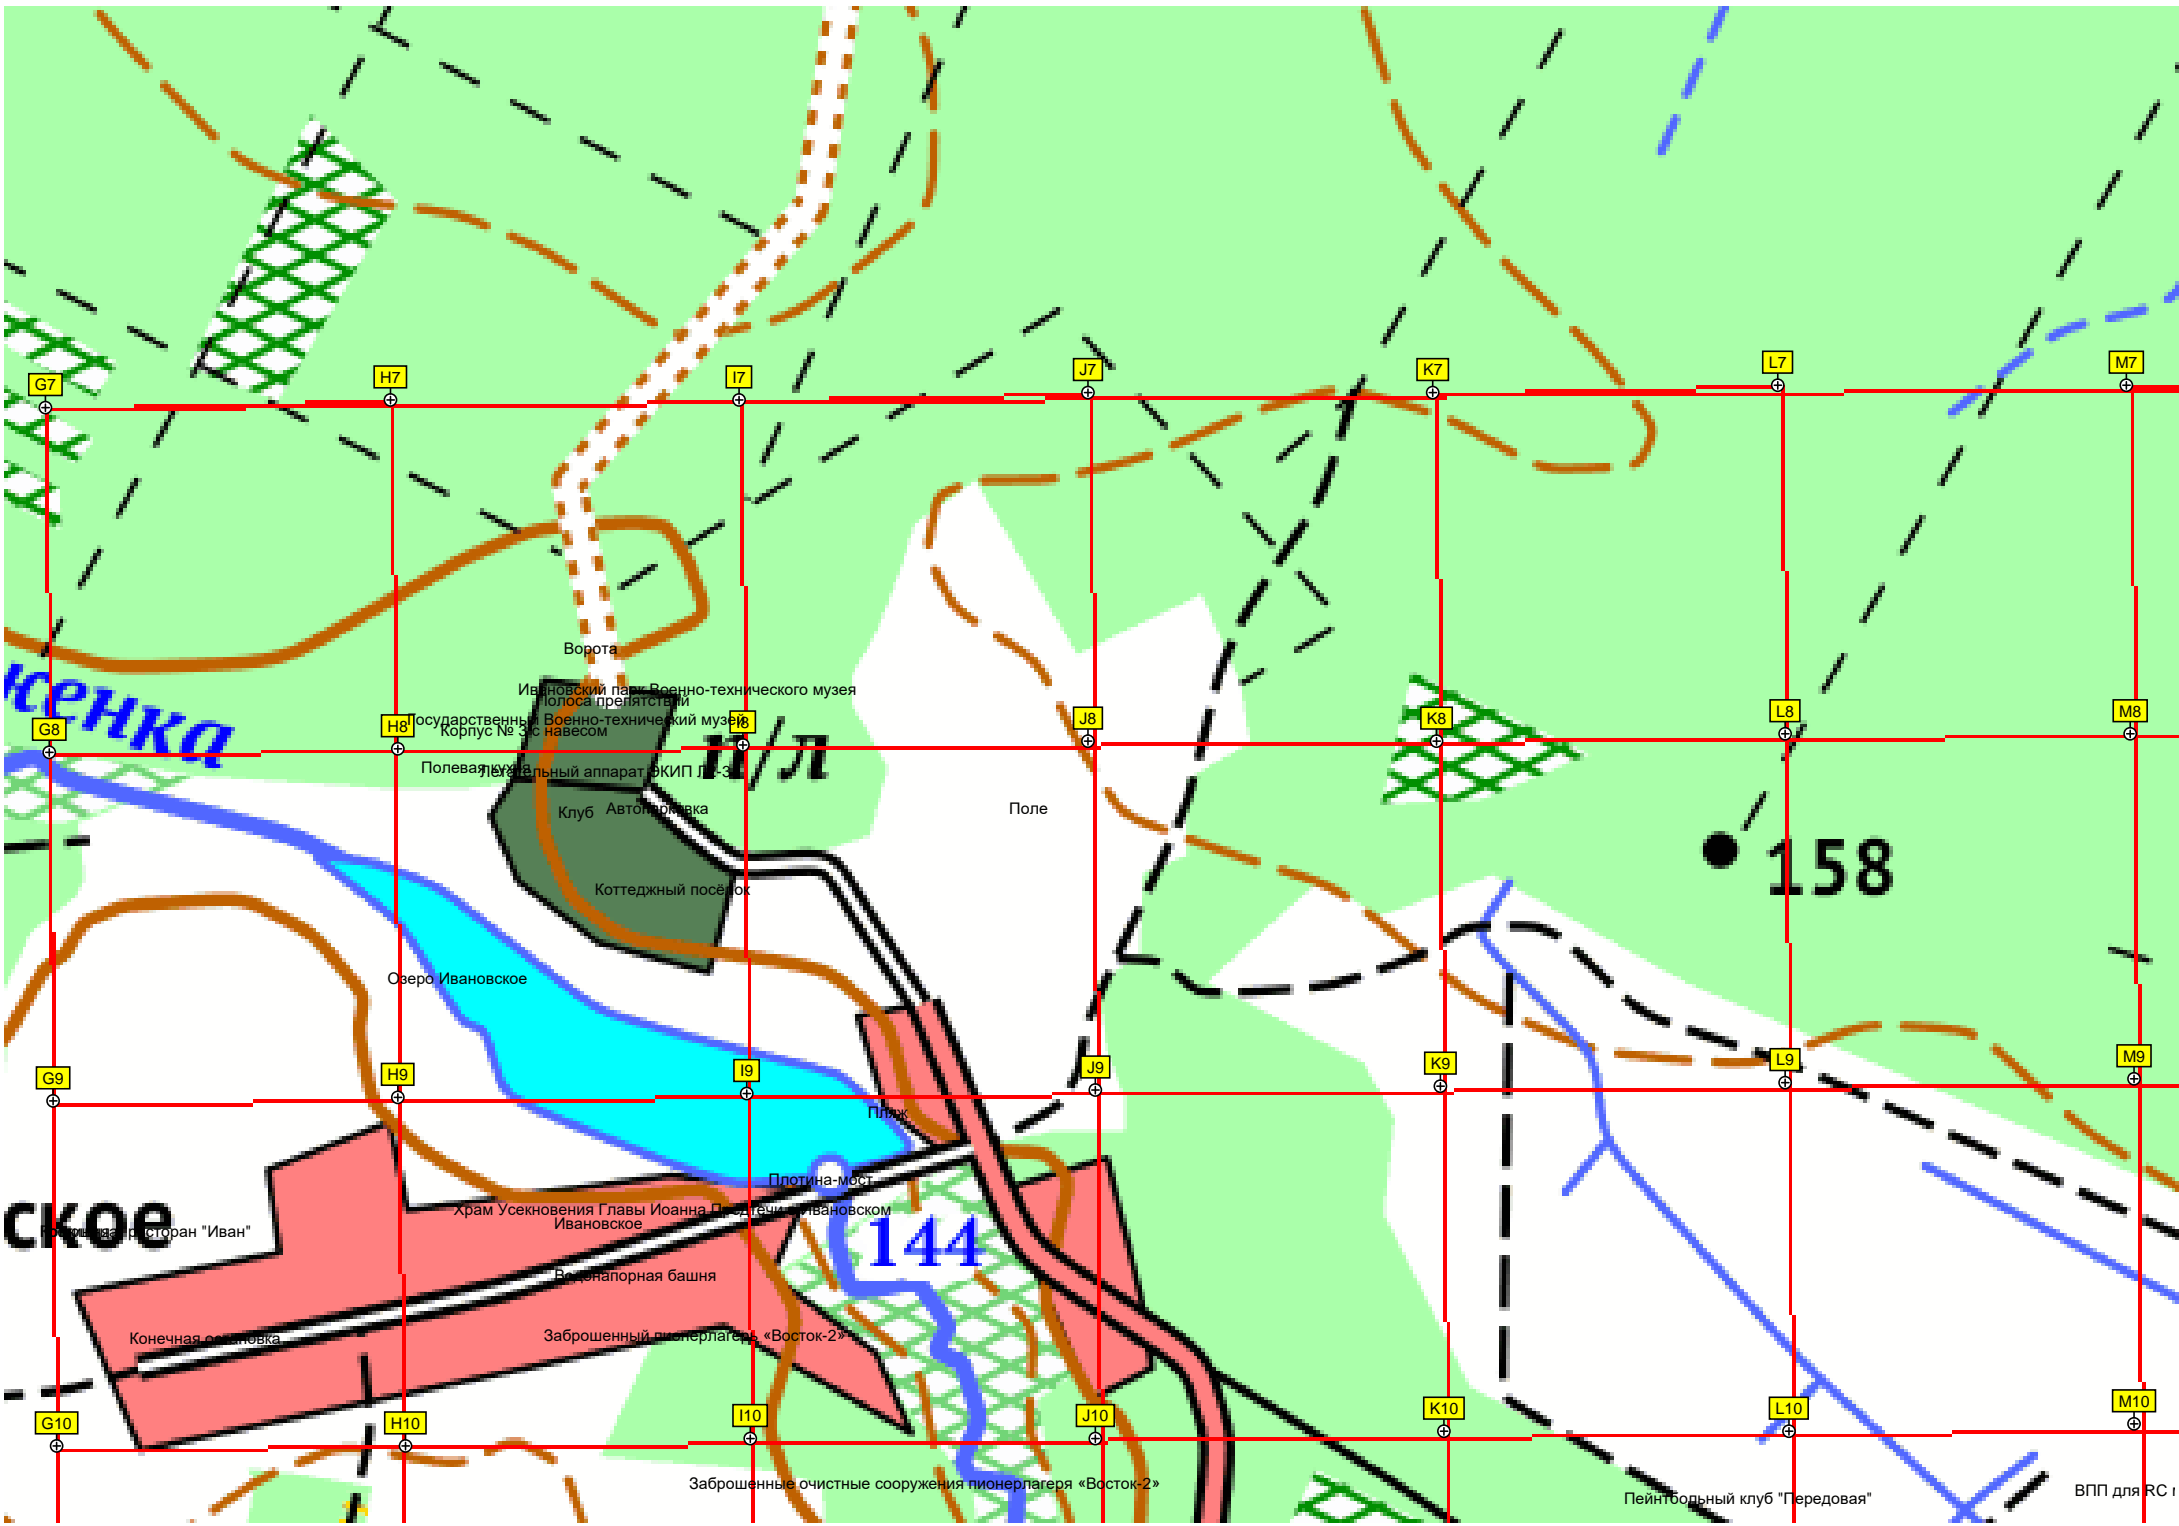 G7
H7
I7
J7
K7
L7
M7
Ворота
Ивановский парк Военно-технического музея
Полоса препятствий
Государственный Военно-технический музей
Корпус № 3 с навесом
женка
G8
H8
I8
J8
K8
L8
M8
п/л
Полевая кухня
Летательный аппарат ЭКИП Л2-3
Клуб
Автопарковка
Поле
158
Коттеджный посёлок
Озеро Ивановское
G9
H9
I9
J9
K9
L9
M9
Пляж
Плотина-мост
Храм Усекновения Главы Иоанна Предтечи в Ивановском
Ивановское
ское
ресторан "Иван"
144
Водонапорная башня
Конечная остановка
Заброшенный пионерлагерь «Восток-2»
G10
H10
I10
J10
K10
L10
M10
Заброшенные очистные сооружения пионерлагеря «Восток-2»
Пейнтбольный клуб "Передовая"
ВПП для RC